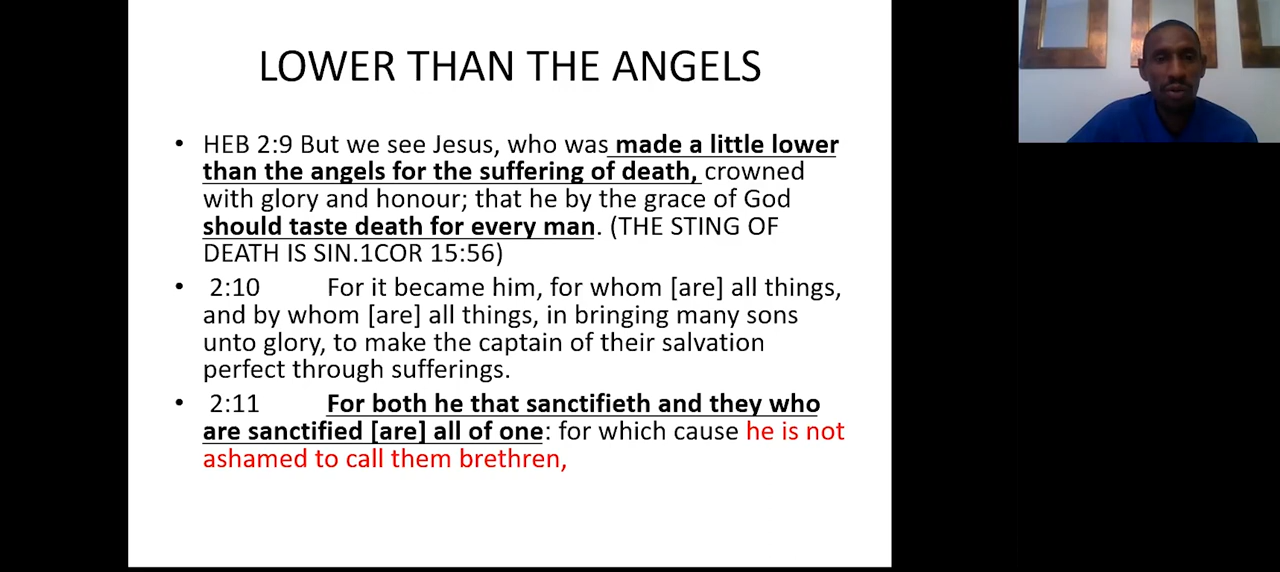 LOWER THAN THE ANGELS
• HEB 2:9 But we see Jesus, who was made a little lower
than the angels for the suffering of death, crowned
with glory and honour; that he by the grace of God
should taste death for every man. (THE STING OF
DEATH IS SIN.1COR 15:56)
• 2:10 For it became him, for whom [are] all things,
and by whom [are] all things, in bringing many sons
unto glory, to make the captain of their salvation
perfect through sufferings.
• 2:11 For both he that sanctifieth and they who
are sanctified [are] all of one: for which cause he is not
ashamed to call them brethren,